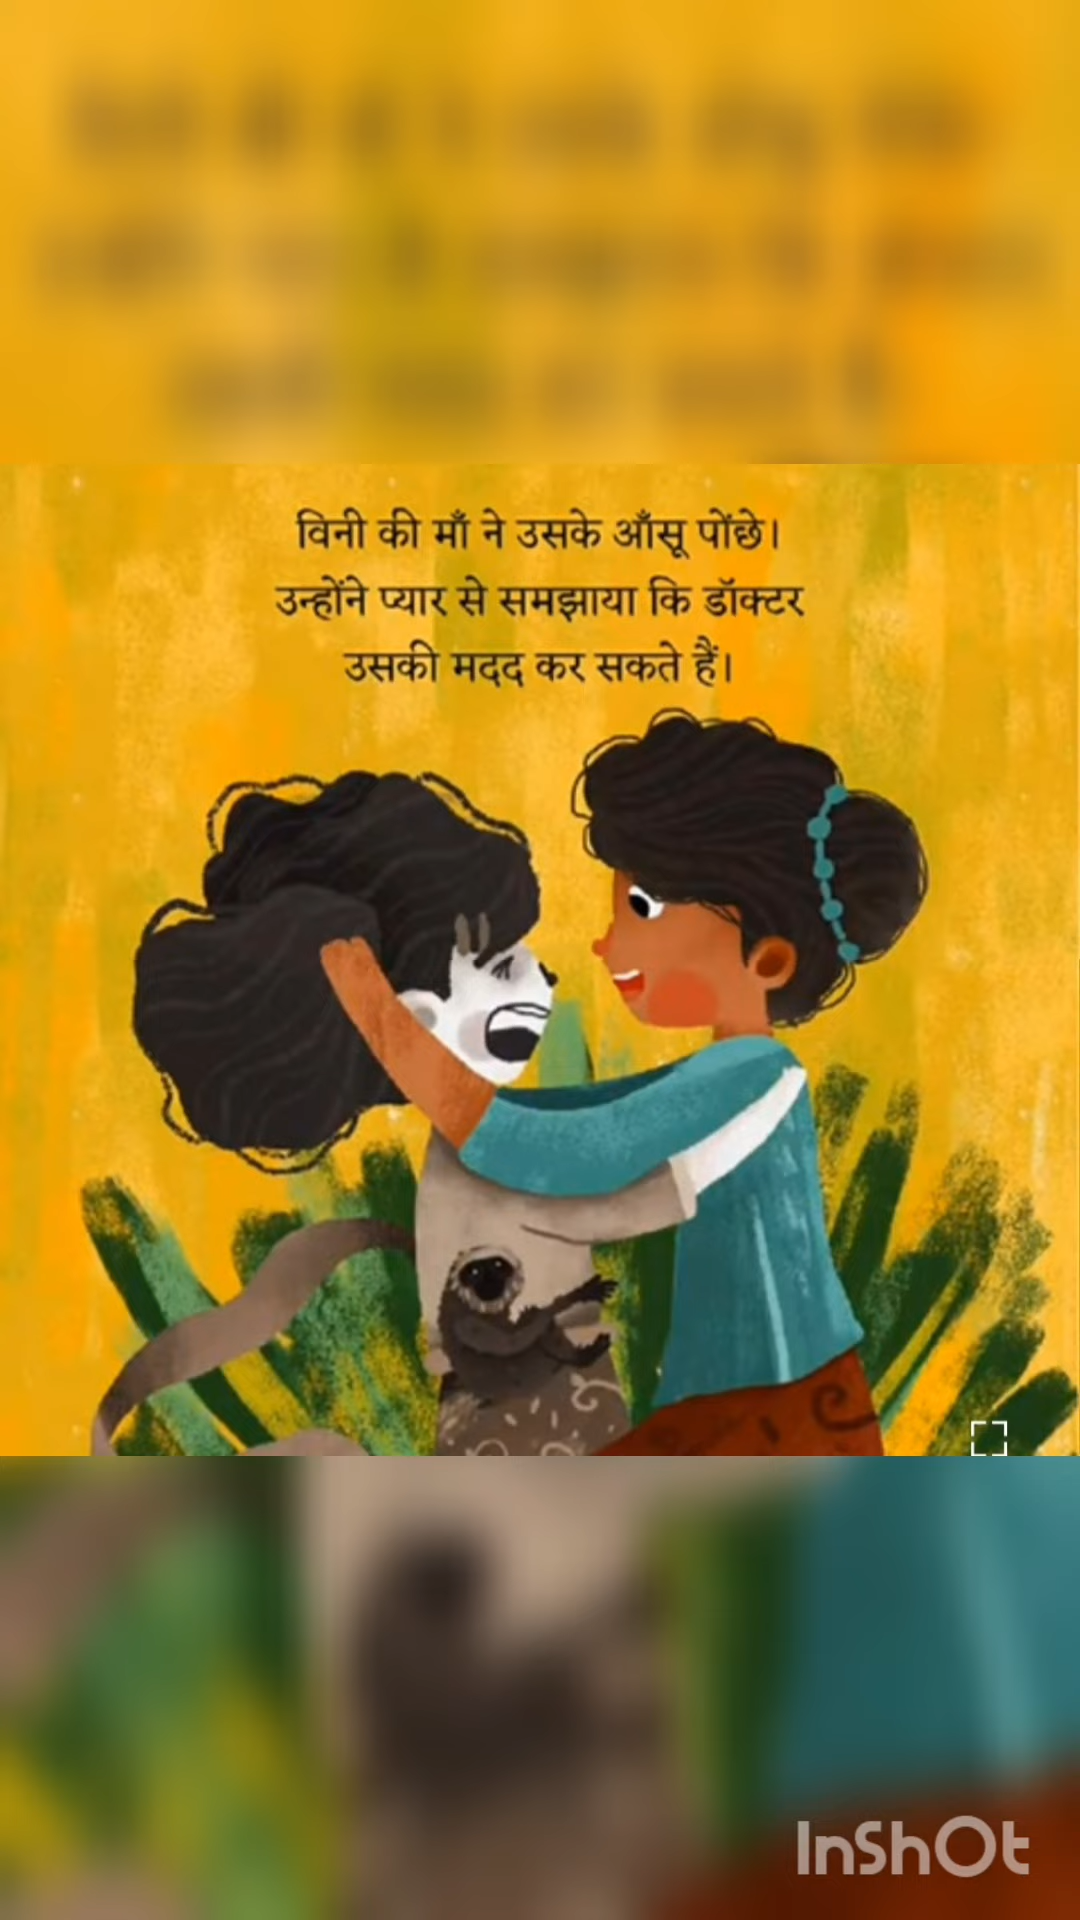 विनी की माँ ने उसके आँसू पोंछे।
उन्होंने प्यार से समझाया कि डॉक्टर
उसकी मदद कर सकते हैं।
InShOt